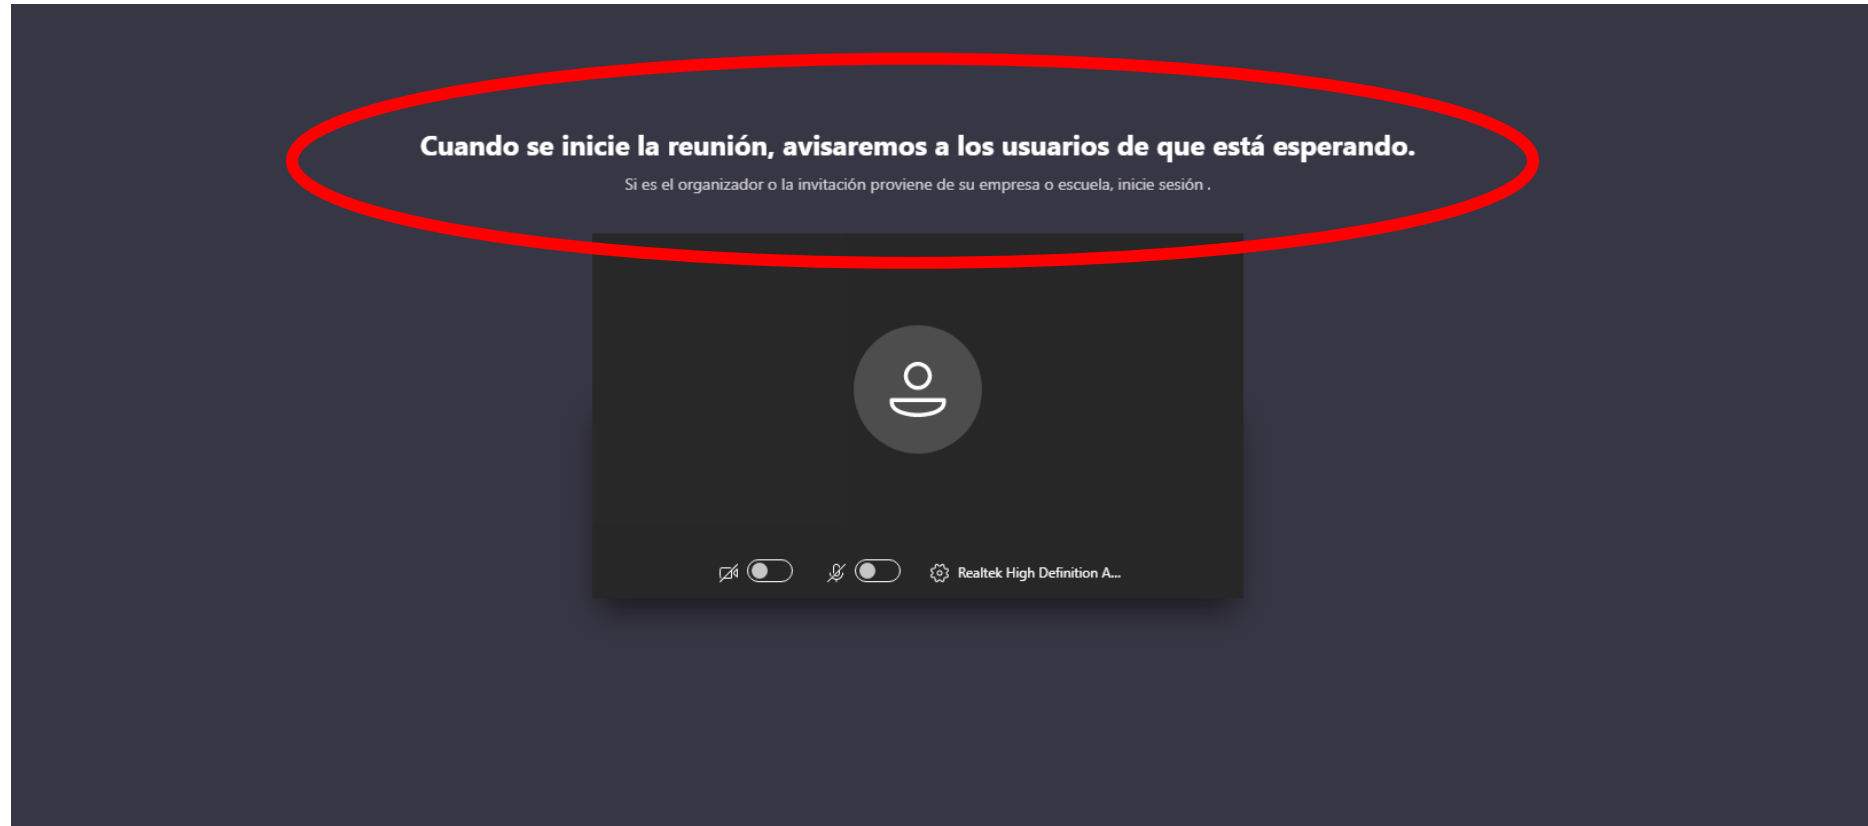 Cuando se inicie la reunión, avisaremos a los usuarios de que está esperando.
Si es el organizador o la invitación proviene de su empresa o escuela, inicie sesión .
Realtek High Definition A...